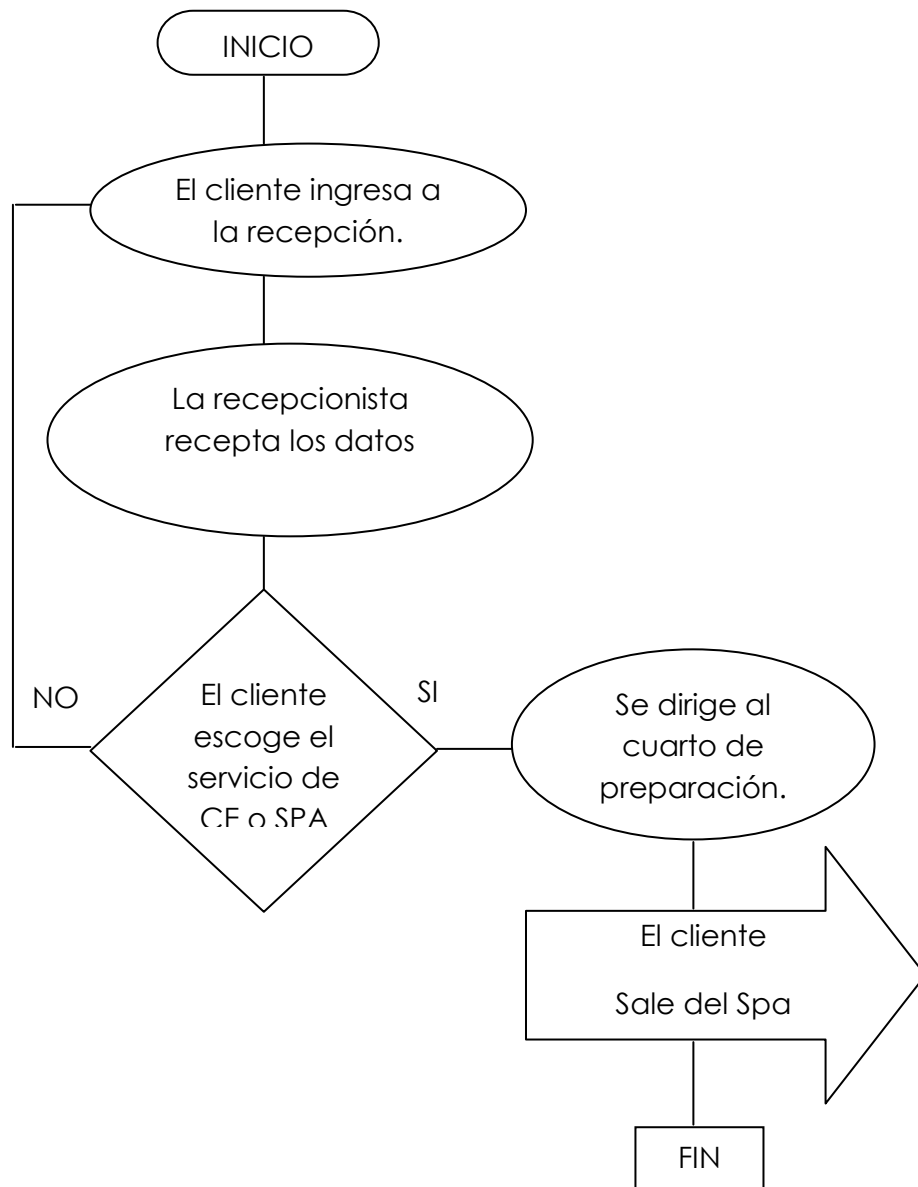 INICIO
El cliente ingresa a
la recepción.
La recepcionista
recepta los datos
NO
El cliente
escoge el
servicio de
o SPA
SI
Se dirige al
cuarto de
preparación.
El cliente
Sale del Spa
FIN